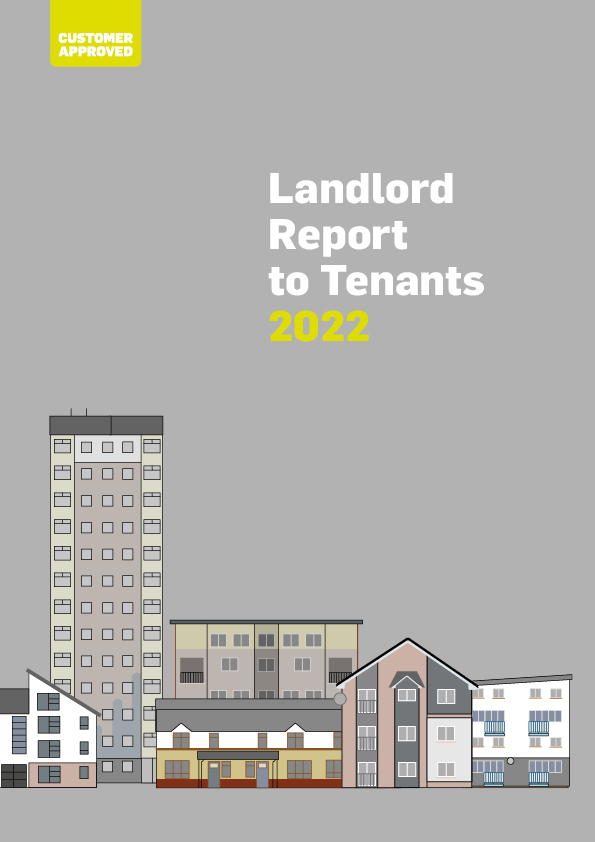 CUSTOMER
APPROVED
Landlord
Report
to Tenants
2022